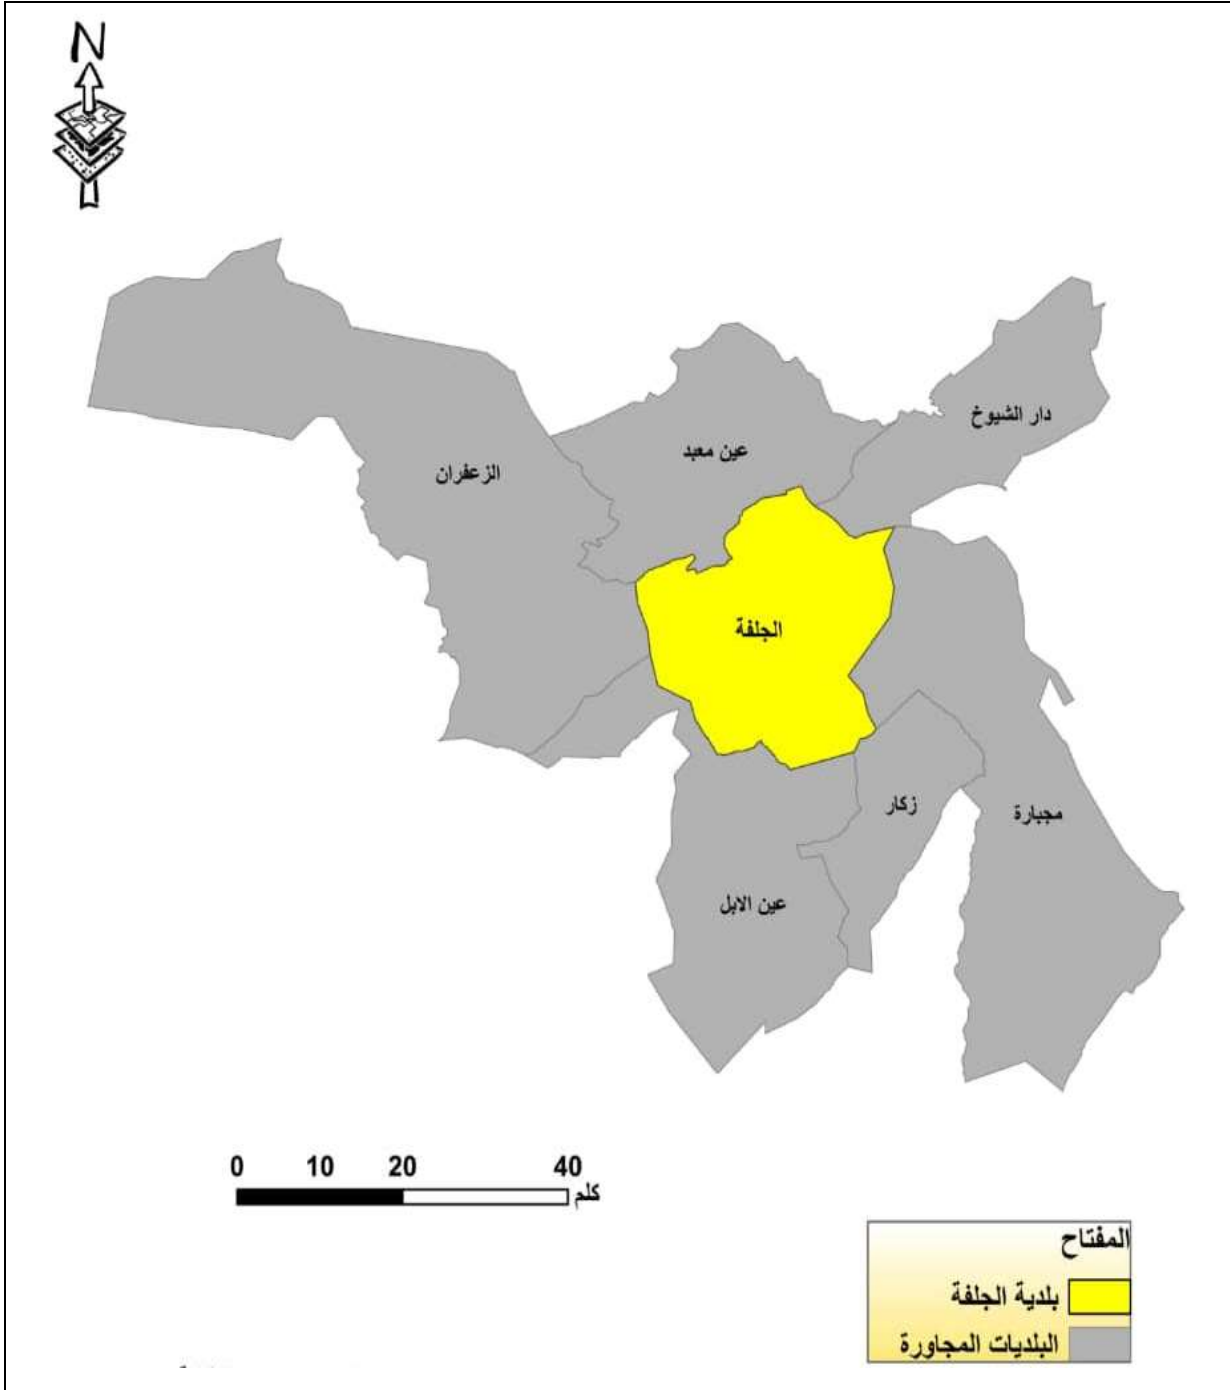 N
دار الشيوخ
عين معبد
الزعفران
الجلفة
زكار
مجبارة
عين الابل
0 10 20 40
كلم
المفتاح
بلدية الجلفة
البلديات المجاورة